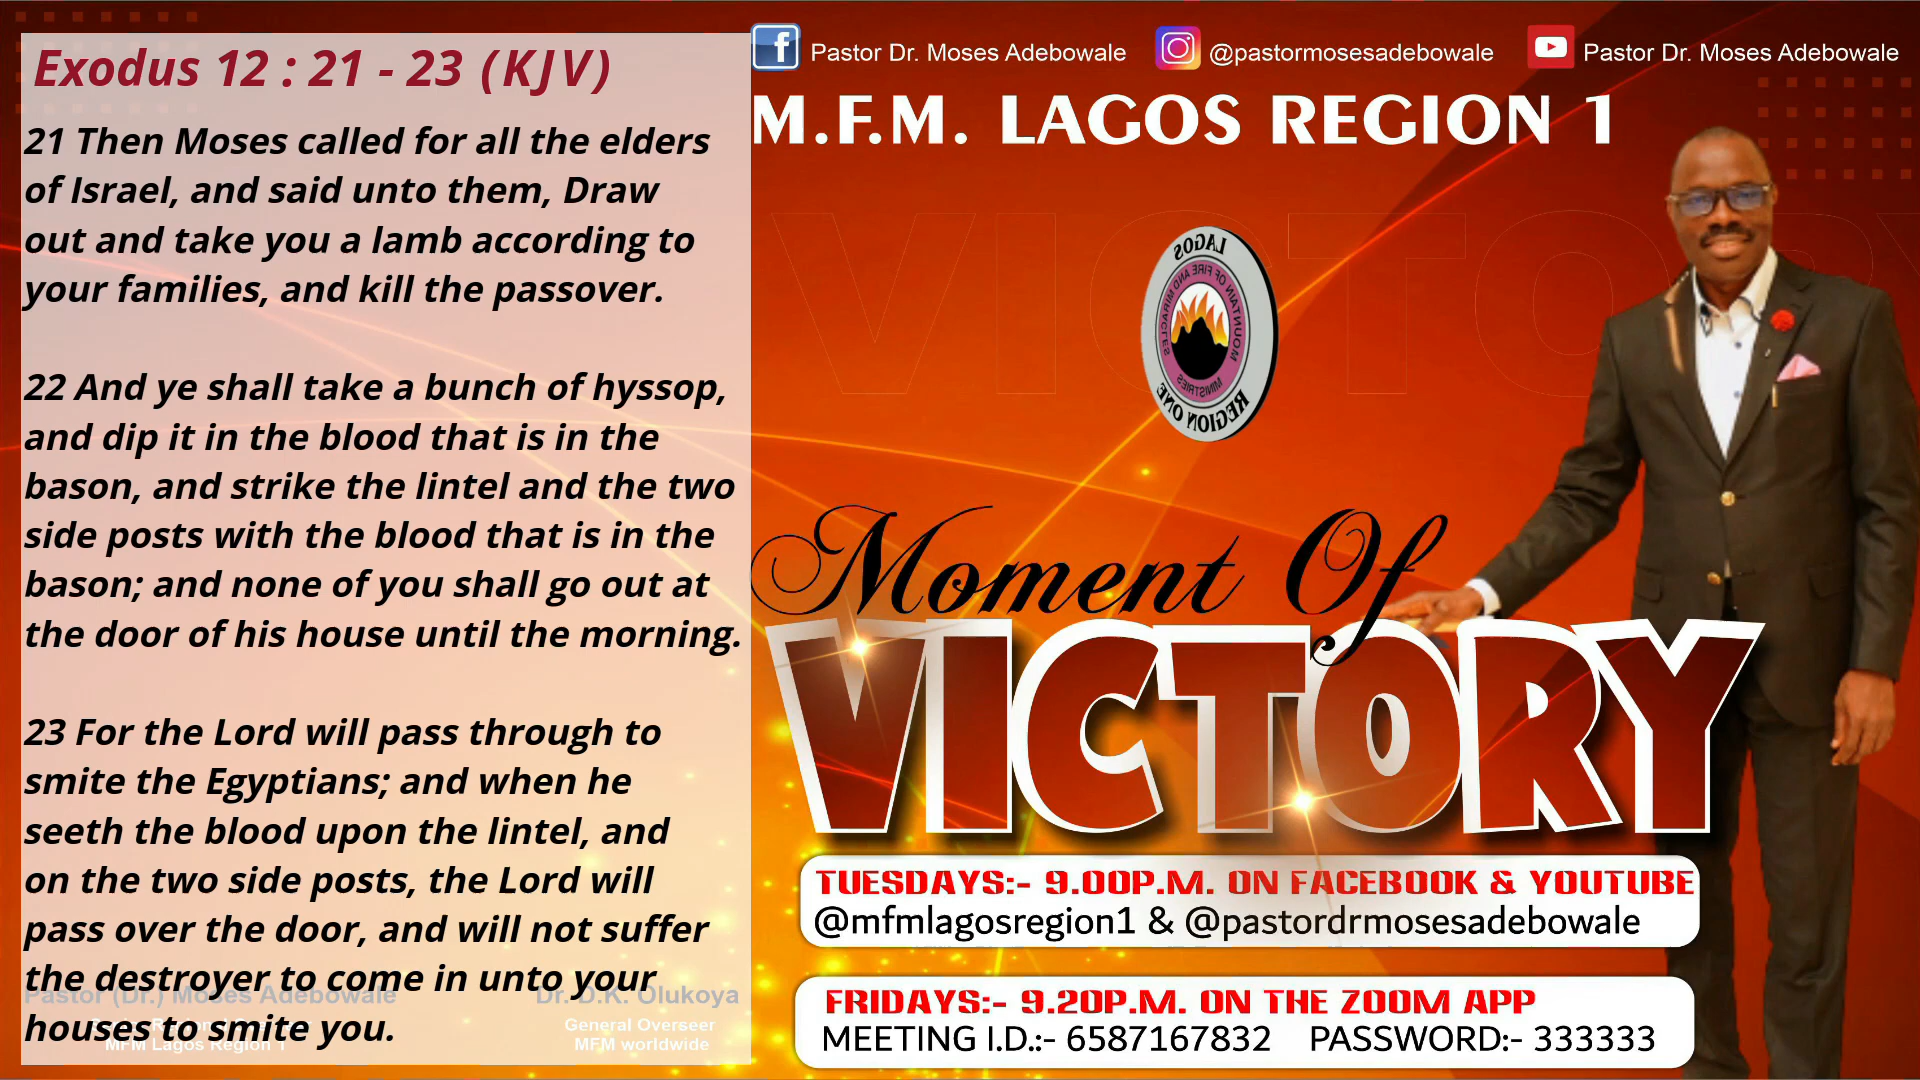 Exodus 12 : 21 - 23 (KJV)
21 Then Moses called for all the elders
of Israel, and said unto them, Draw
out and take you a lamb according to
your families, and kill the passover.
22 And ye shall take a bunch of hyssop,
and dip it in the blood that is in the
bason, and strike the lintel and the two
side posts with the blood that is in the
bason; and none of you shall go out at
the door of his house until the morning.
23 For the Lord will pass through to
smite the Egyptians; and when he
seeth the blood upon the lintel, and
on the two side posts, the Lord will
pass over the door, and will not suffer
the destroyer to come in unto your
houses to smite you.
Pastor (Dr.) Moses Adebowale
MFM Lagos Region 1
Dr. D.K. Olukoya
General Overseer
MFM worldwide
Pastor Dr. Moses Adebowale
@pastormosesadebowale
Pastor Dr. Moses Adebowale
M.F.M. LAGOS REGION 1
VICTORY
LAGOS
MOUNTAIN OF FIRE AND MIRACLES
MINISTRIES
REGION ONE
Moment Of
VICTORY
TUESDAYS:- 9.00P.M. ON FACEBOOK & YOUTUBE
@mfmlagosregion1 & @pastordrmosesadebowale
FRIDAYS:- 9.20P.M. ON THE ZOOM APP
MEETING I.D.:- 6587167832 PASSWORD:- 333333